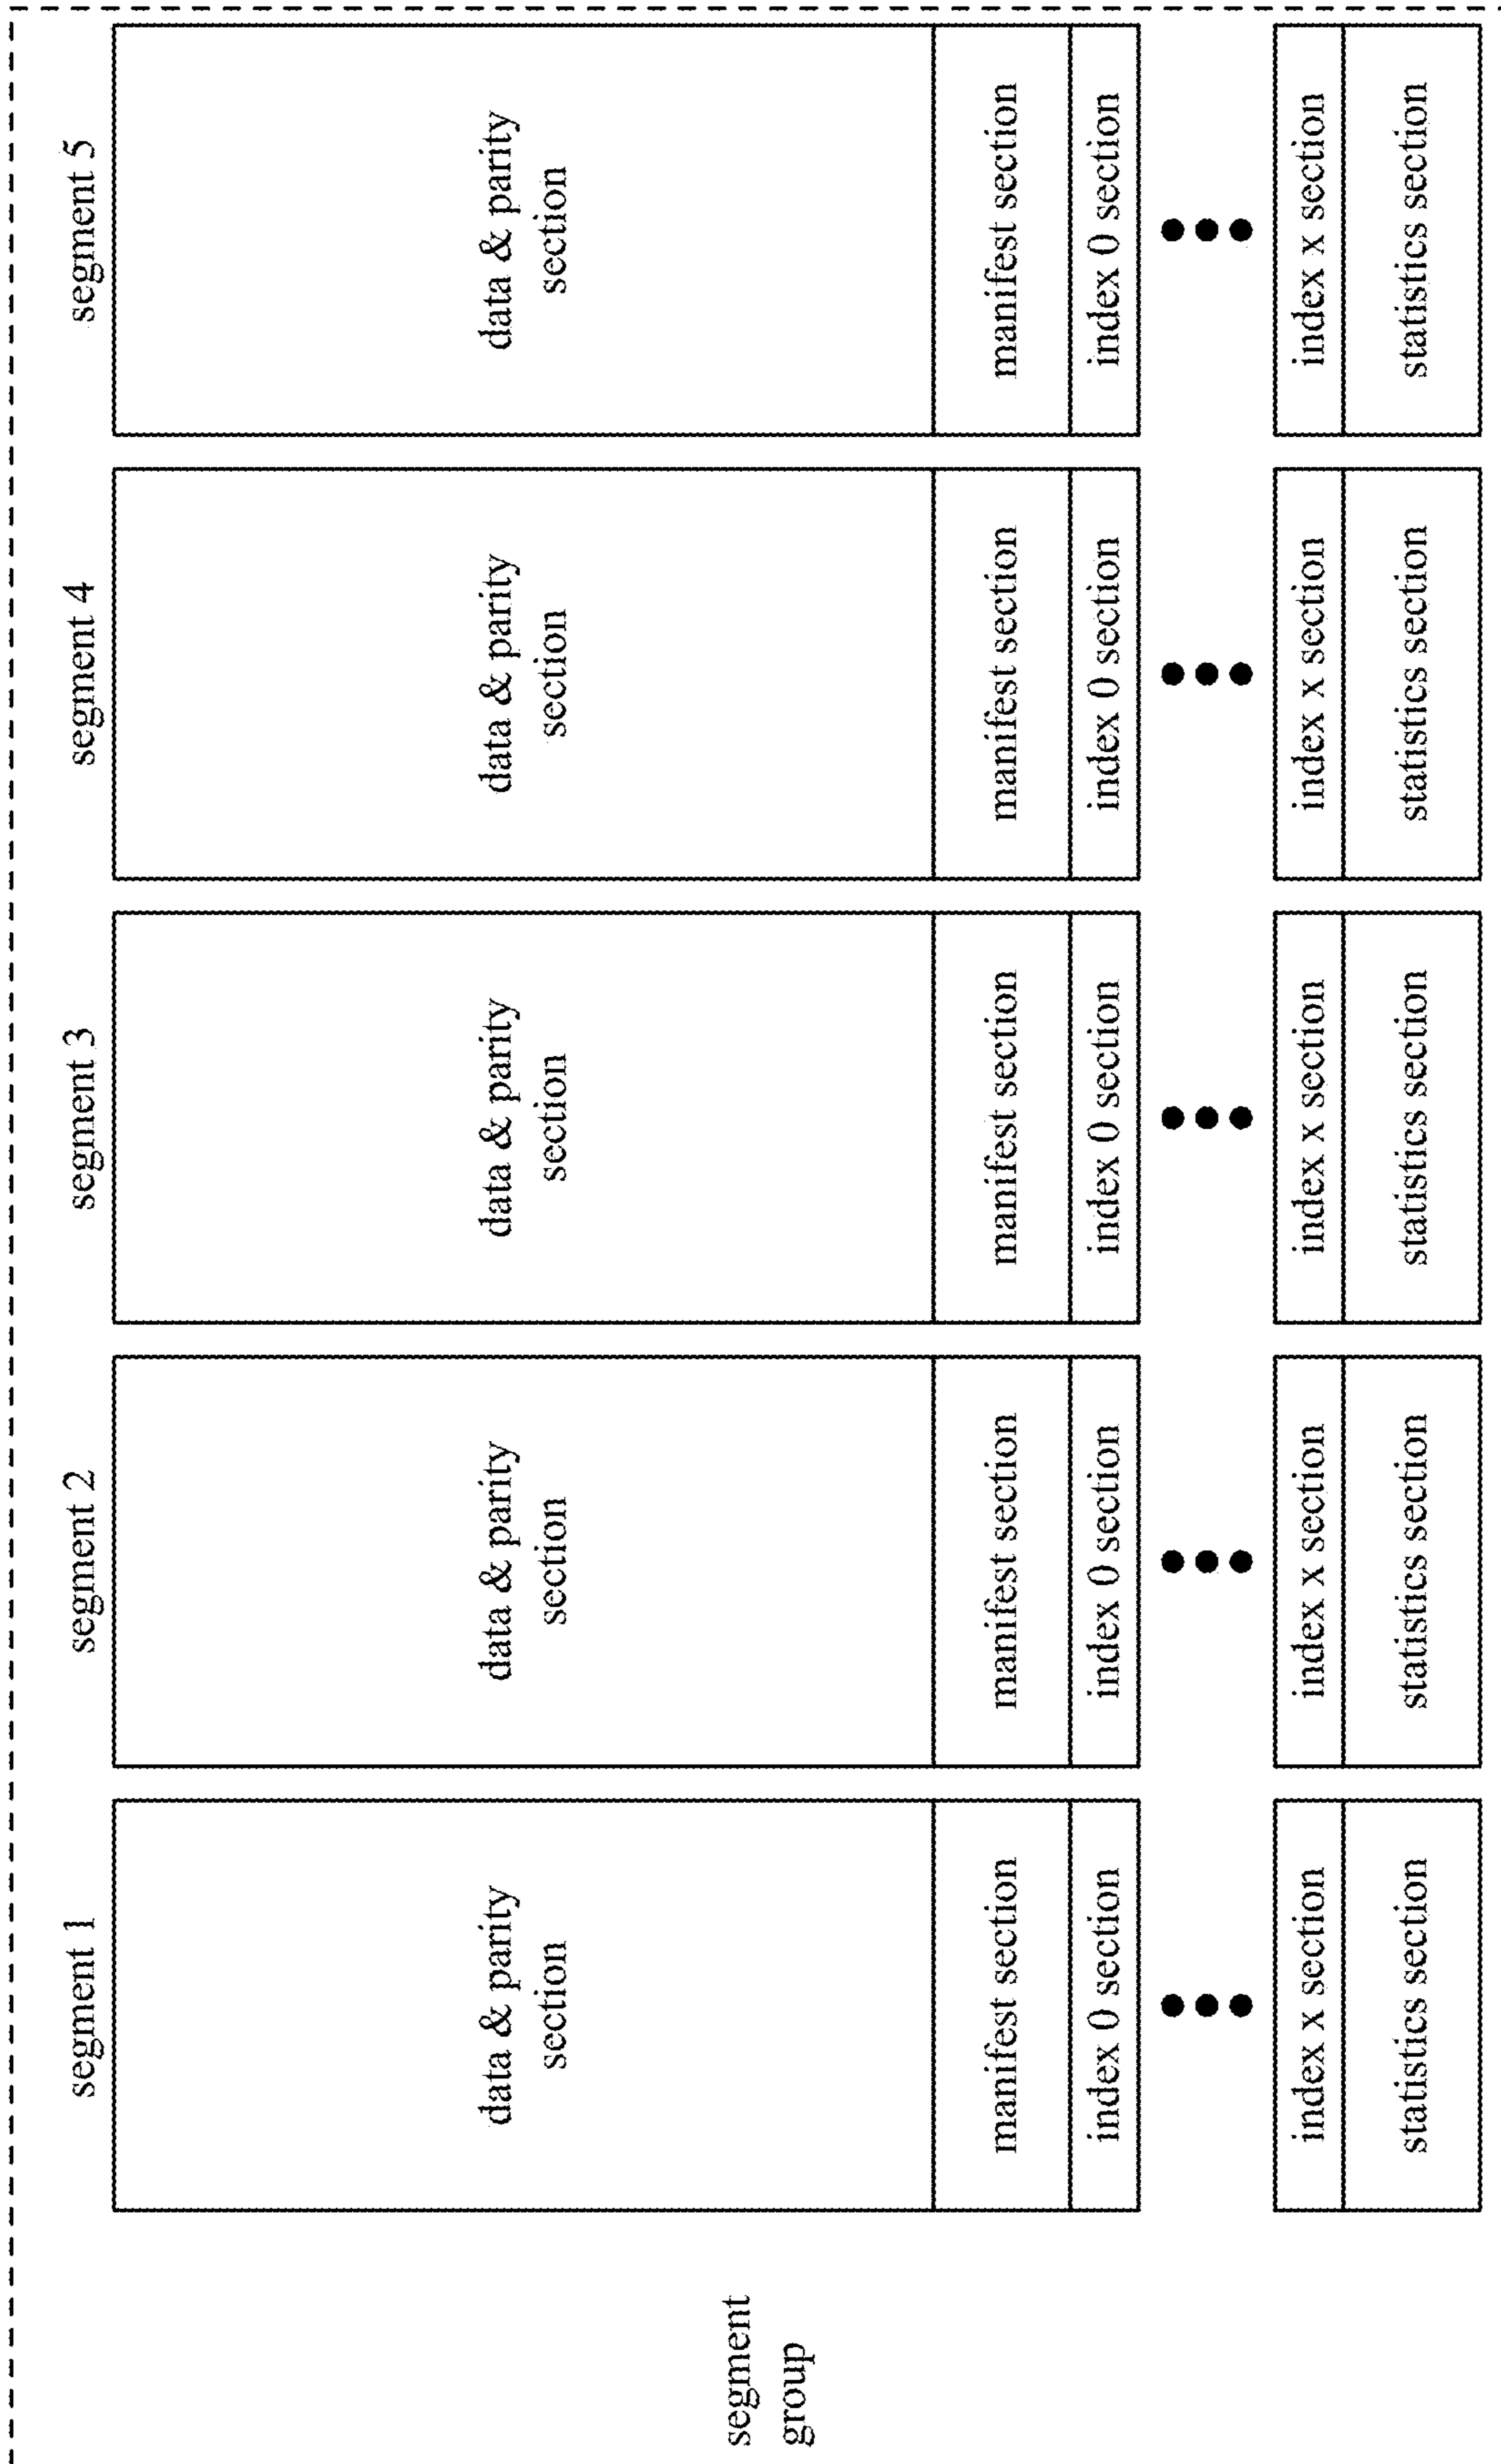 segment
group
segment 1
data & parity
section
manifest section
index 0 section
index x section
statistics section
segment 2
data & parity
section
manifest section
index 0 section
index x section
statistics section
segment 3
data & parity
section
manifest section
index 0 section
index x section
statistics section
segment 4
data & parity
section
manifest section
index 0 section
index x section
statistics section
segment 5
data & parity
section
manifest section
index 0 section
index x section
statistics section